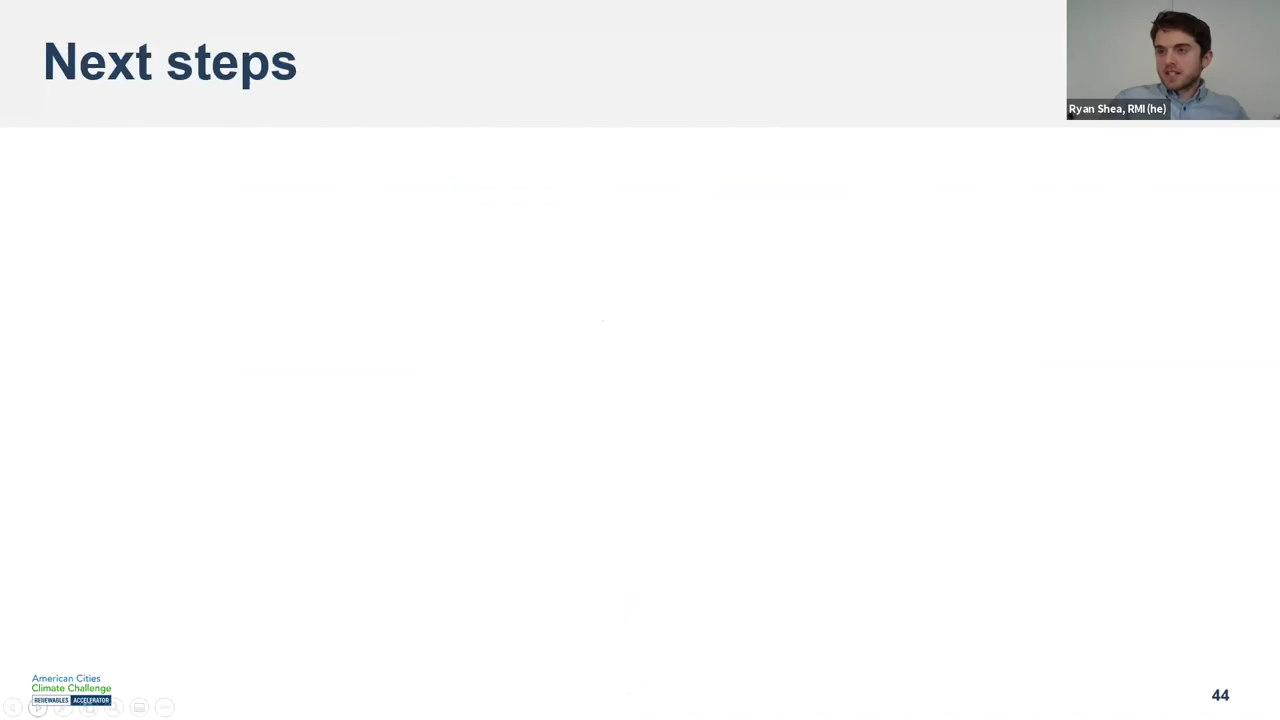 Next steps
Ryan Shea, RMI (he)
American Cities
Climate Challenge
RENEWABLES ACCELERATOR
44